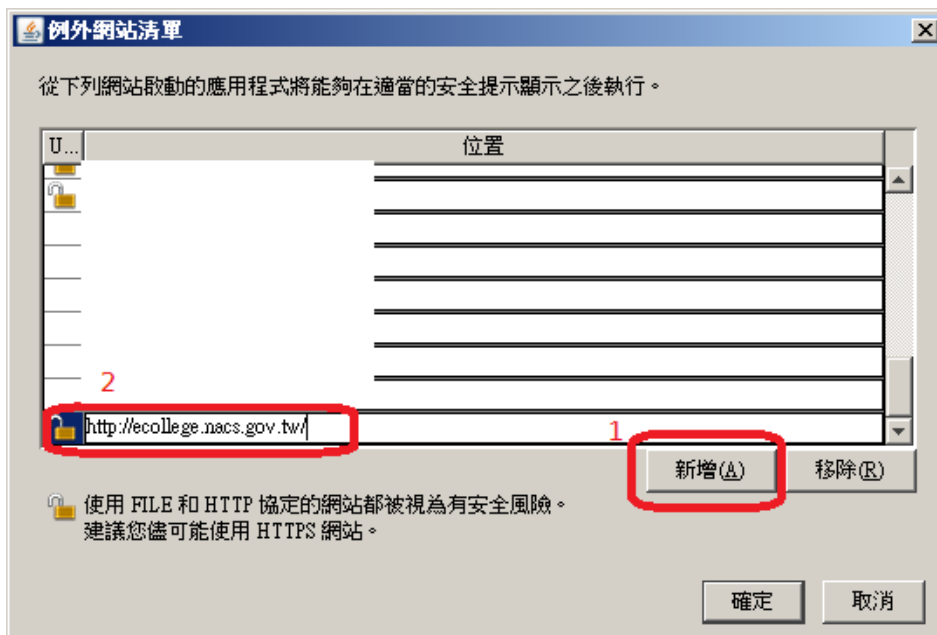 例外網站清單
從下列網站啟動的應用程式將能夠在適當的安全提示顯示之後執行。
U... 位置
2
http://ecollege.nacs.gov.tw/
1
新增(A) 移除(R)
使用 FILE 和 HTTP 協定的網站都被視為有安全風險。
建議您儘可能使用 HTTPS 網站。
確定 取消